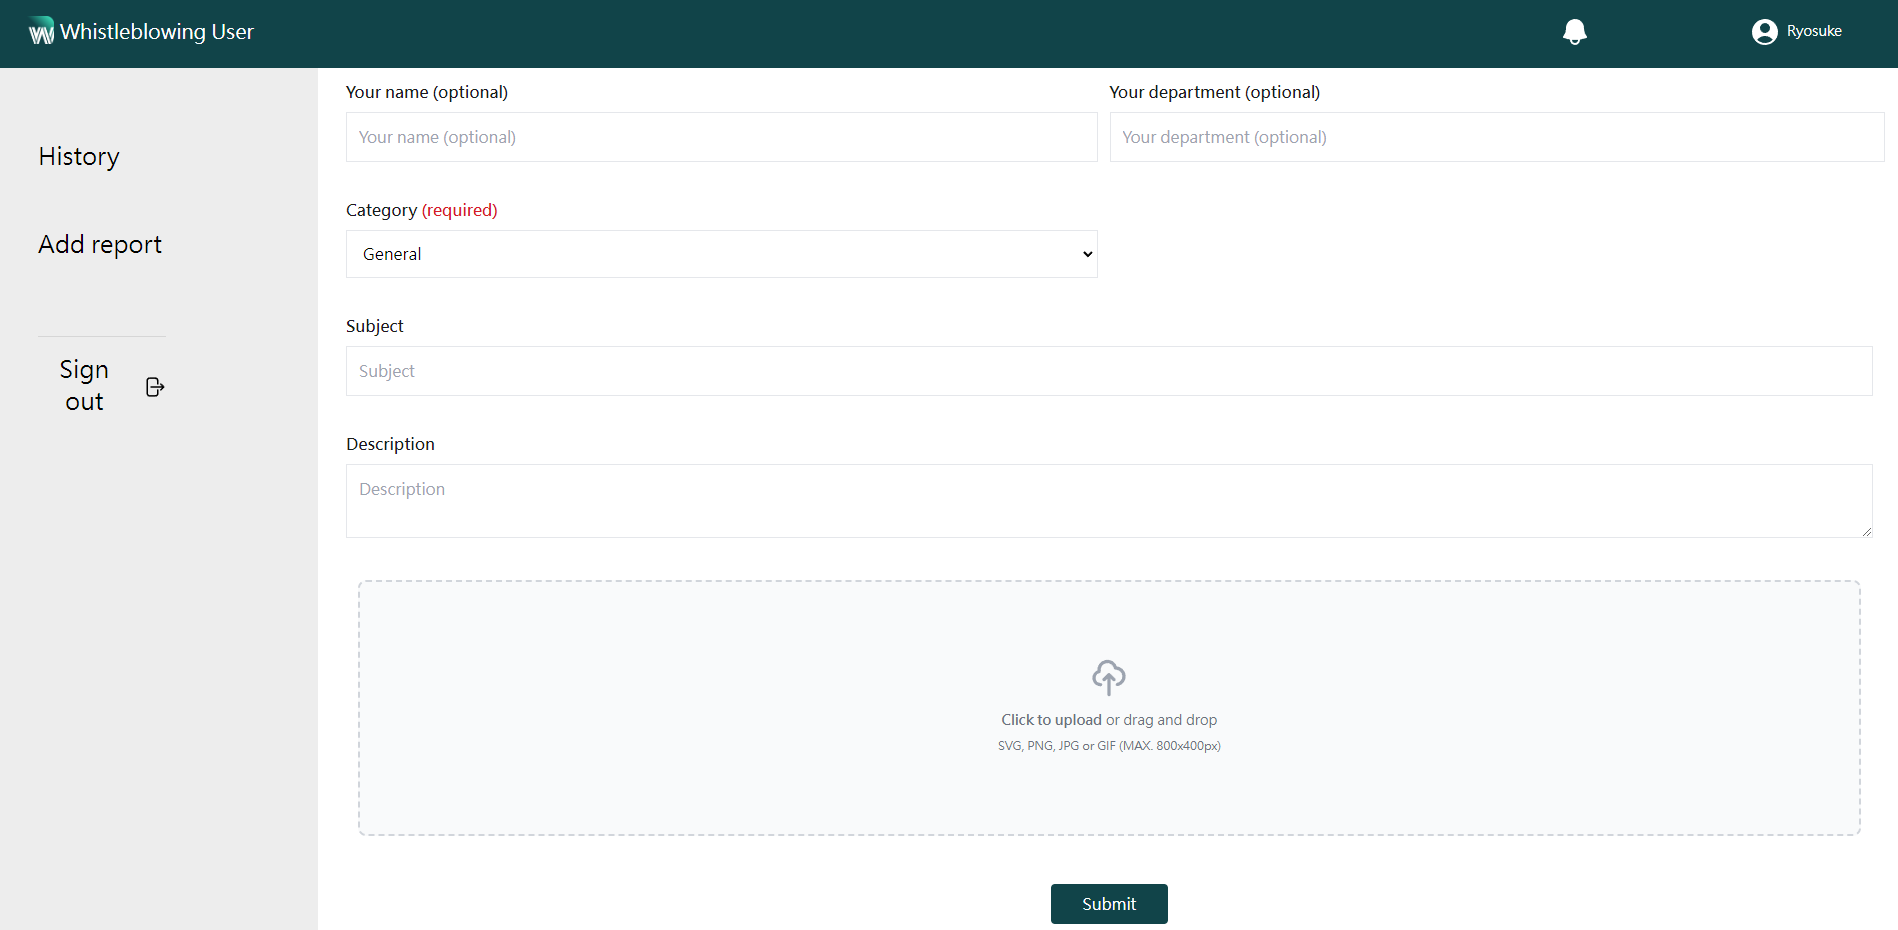 Whistleblowing User
Ryosuke
History
Add report
Sign
out
Your name (optional)
Your department (optional)
Your name (optional)
Your department (optional)
Category (required)
General
Subject
Subject
Description
Description
Click to upload or drag and drop
SVG, PNG, JPG or GIF (MAX. 800x400px)
Submit